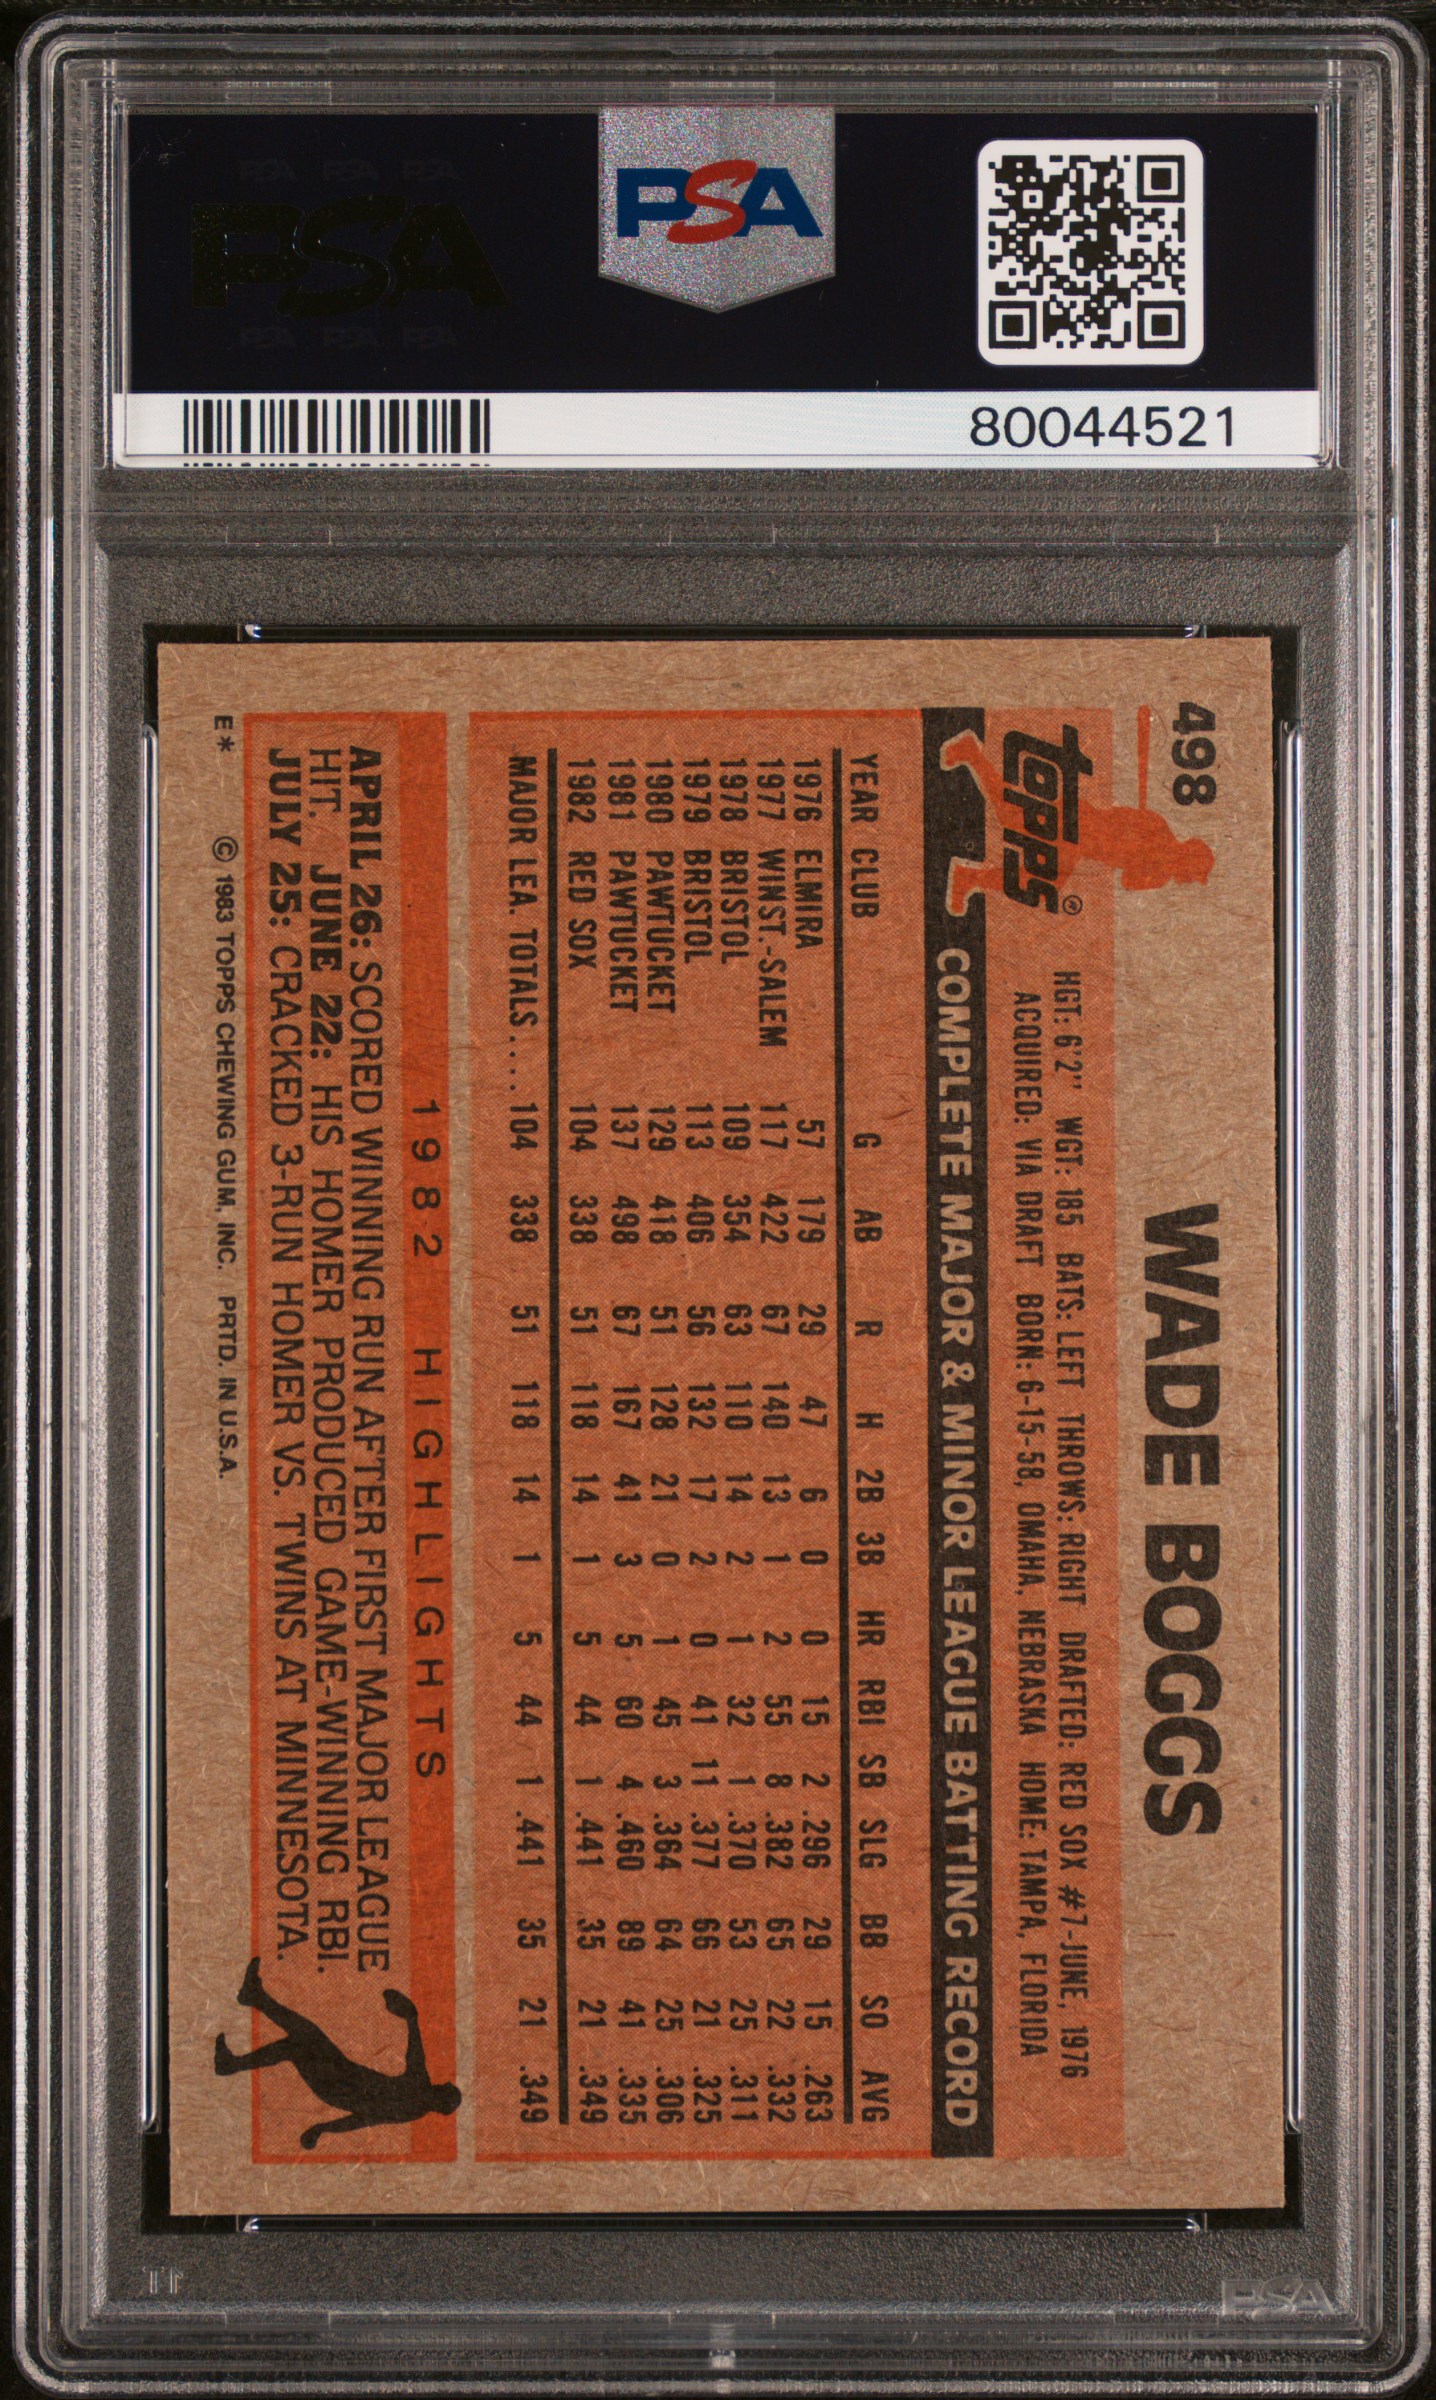 PSA PSA PSA
PSA
PSA PSA PSA
PSA
80044521
498
WADE BOGGS
Topps®
HGT: 6'2" WGT: 185 BATS: LEFT THROWS: RIGHT DRAFTED: RED SOX #7-JUNE, 1976
ACQUIRED: VIA DRAFT BORN: 6-15-58, OMAHA, NEBRASKA HOME: TAMPA, FLORIDA
COMPLETE MAJOR & MINOR LEAGUE BATTING RECORD
YEAR CLUB G AB R H 2B 3B HR RBI SB SLG BB SO AVG
1976 ELMIRA 57 179 29 47 6 0 0 15 2 .296 29 15 .263
1977 WINST.-SALEM 117 422 67 140 13 1 2 55 8 .382 65 22 .332
1978 BRISTOL 109 354 63 110 14 2 1 32 1 .370 53 25 .311
1979 BRISTOL 113 406 56 132 17 2 0 41 11 .377 66 21 .325
1980 PAWTUCKET 129 418 51 128 21 0 1 45 3 .364 64 25 .306
1981 PAWTUCKET 137 498 67 167 41 3 5 60 4 .460 89 41 .335
1982 RED SOX 104 338 51 118 14 1 5 44 1 .441 35 21 .349
MAJOR LEA. TOTALS.... 104 338 51 118 14 1 5 44 1 .441 35 21 .349
1982 HIGHLIGHTS
APRIL 26: SCORED WINNING RUN AFTER FIRST MAJOR LEAGUE
HIT. JUNE 22: HIS HOMER PRODUCED GAME-WINNING RBI.
JULY 25: CRACKED 3-RUN HOMER VS. TWINS AT MINNESOTA.
E* © 1983 TOPPS CHEWING GUM, INC. PRTD. IN U.S.A.
PSA